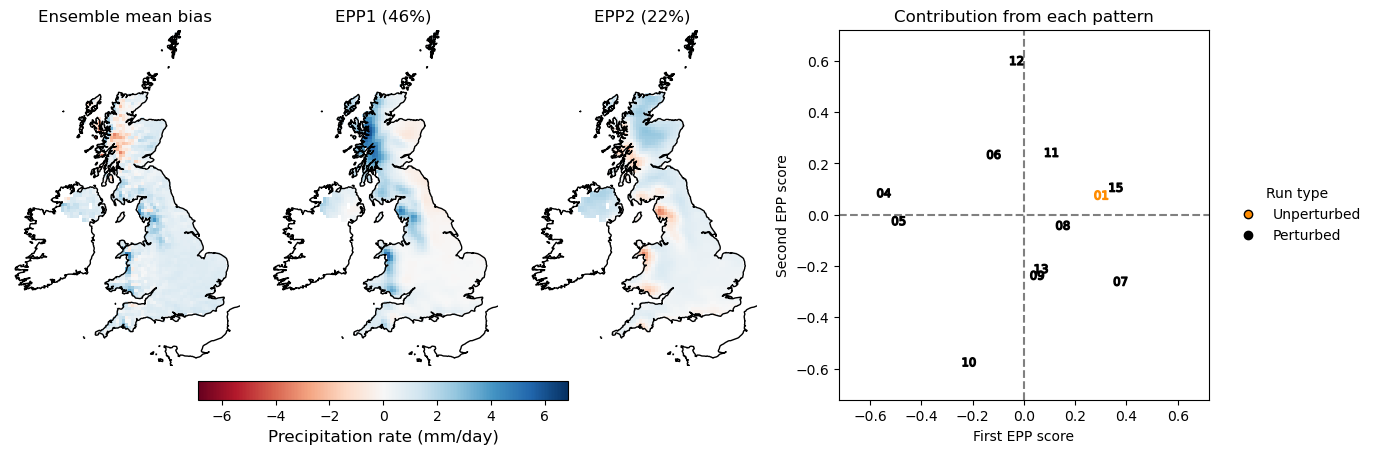 Ensemble mean bias
EPP1 (46%)
EPP2 (22%)
Contribution from each pattern
−6 −4 −2 0 2 4 6
Precipitation rate (mm/day)
Second EPP score
0.6
0.4
0.2
0.0
−0.2
−0.4
−0.6
12
11
06
15
04
01
05
08
13
09
07
10
−0.6 −0.4 −0.2 0.0 0.2 0.4 0.6
First EPP score
Run type
Unperturbed
Perturbed